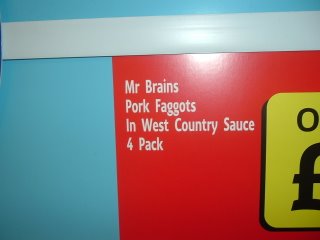 Mr Brains
Pork Faggots
In West Country Sauce
4 Pack
£